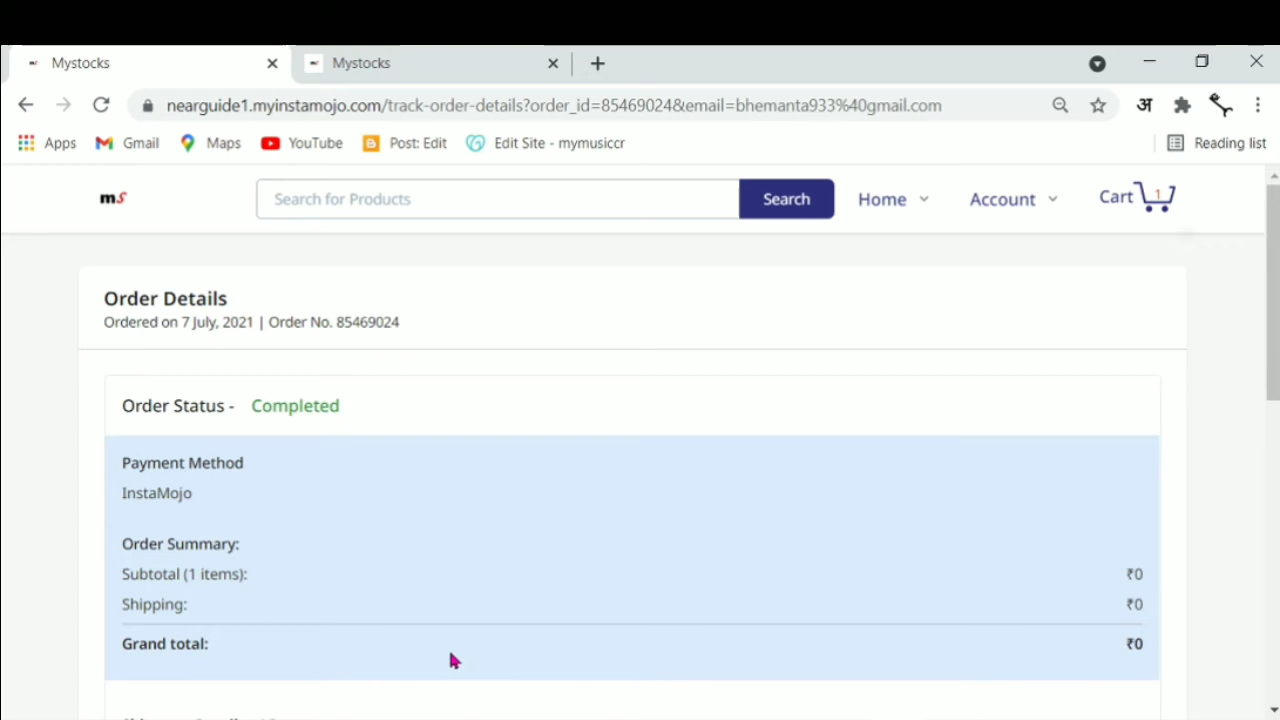 Mystocks
Mystocks
nearguide1.myinstamojo.com/track-order-details?order_id=85469024&email=bhemanta933%40gmail.com
अ
Apps
Gmail
Maps
YouTube
Post: Edit
Edit Site - mymusiccr
Reading list
ms
Search for Products
Search
Home
Account
Cart
1
Order Details
Ordered on 7 July, 2021 | Order No. 85469024
Order Status - Completed
Payment Method
InstaMojo
Order Summary:
Subtotal (1 items): ₹0
Shipping: ₹0
Grand total: ₹0